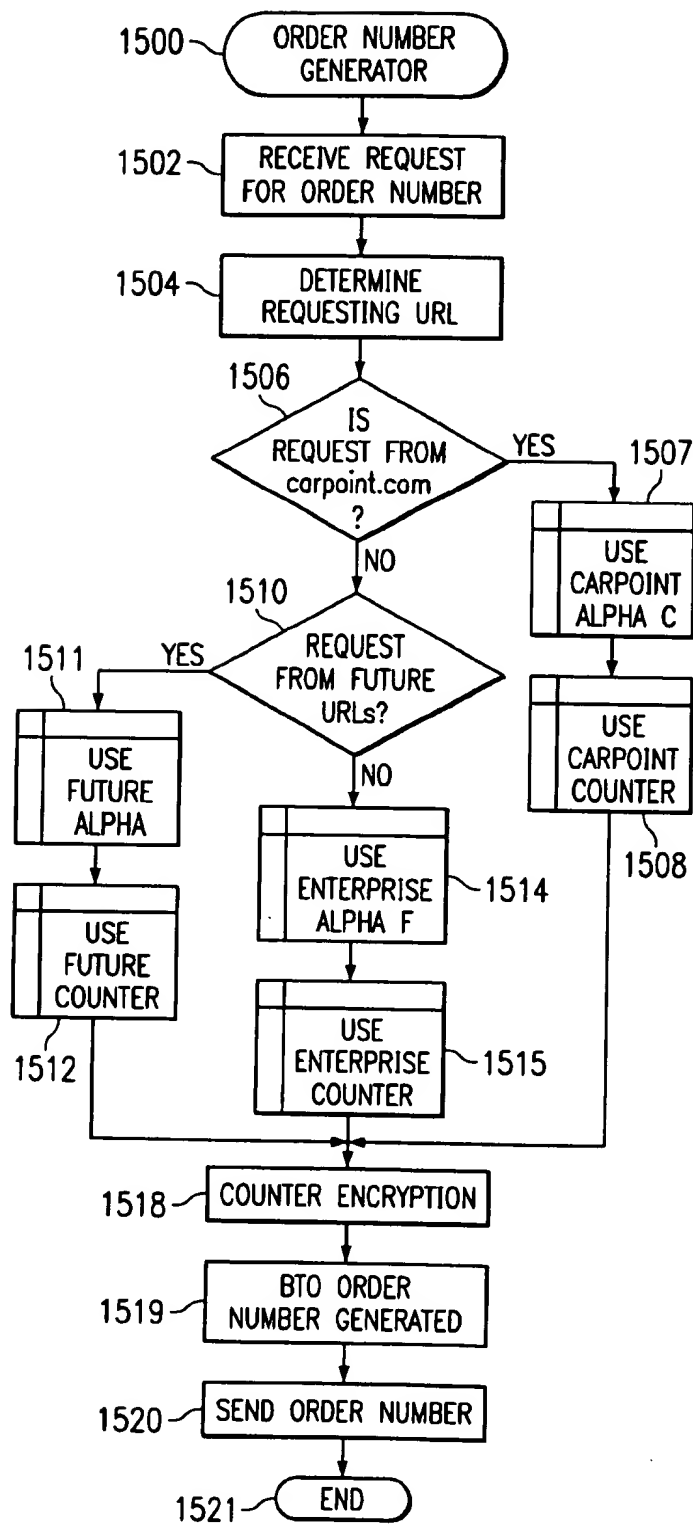 1500
ORDER NUMBER
GENERATOR
1502
RECEIVE REQUEST
FOR ORDER NUMBER
1504
DETERMINE
REQUESTING URL
1506
IS
REQUEST FROM
carpoint.com
?
YES
NO
1507
USE
CARPOINT
ALPHA C
USE
CARPOINT
COUNTER
1508
1510
REQUEST
FROM FUTURE
URLs?
YES
NO
1511
USE
FUTURE
ALPHA
USE
FUTURE
COUNTER
1512
USE
ENTERPRISE
ALPHA F
1514
USE
ENTERPRISE
COUNTER
1515
1518
COUNTER ENCRYPTION
1519
BTO ORDER
NUMBER GENERATED
1520
SEND ORDER NUMBER
1521
END